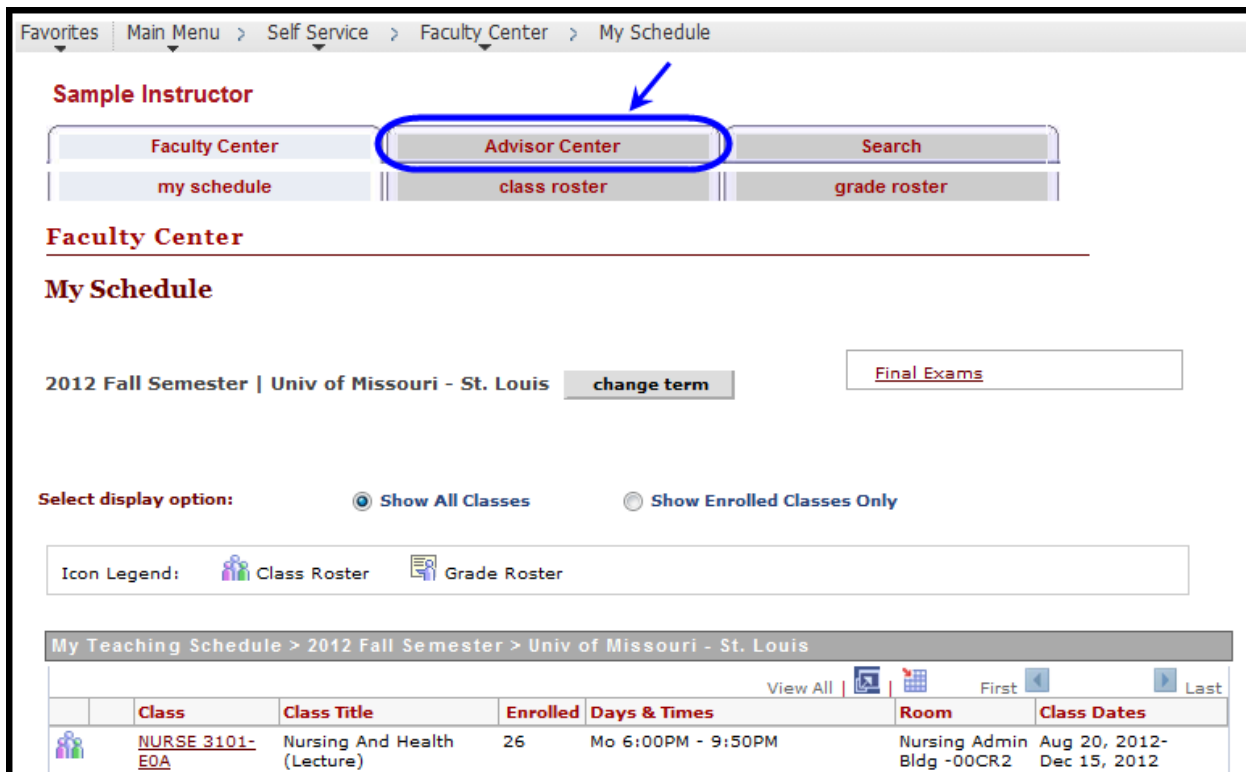 Favorites Main Menu > Self Service > Faculty Center > My Schedule
Sample Instructor
Faculty Center Advisor Center Search
my schedule class roster grade roster
Faculty Center
My Schedule
2012 Fall Semester | Univ of Missouri - St. Louis change term Final Exams
Select display option: Show All Classes Show Enrolled Classes Only
Icon Legend: Class Roster Grade Roster
My Teaching Schedule > 2012 Fall Semester > Univ of Missouri - St. Louis
View All | | First Last
Class Class Title Enrolled Days & Times Room Class Dates
NURSE 3101- Nursing And Health 26 Mo 6:00PM - 9:50PM Nursing Admin Aug 20, 2012-
E0A (Lecture) Bldg -00CR2 Dec 15, 2012